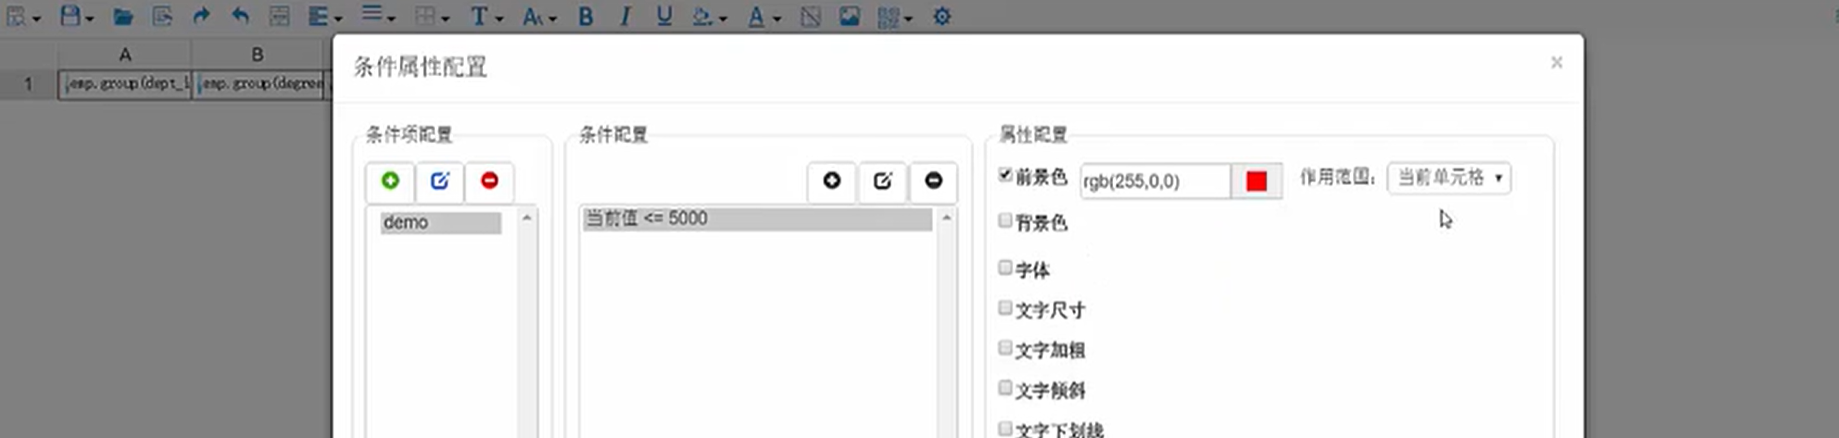 A B
条件属性配置 ×
1 emp.group(dept_i emp.group(degree
条件项配置 条件配置 属性配置
前景色 rgb(255,0,0) 作用范围： 当前单元格
demo 当前值 <= 5000
背景色
字体
文字尺寸
文字加粗
文字倾斜
文字下划线